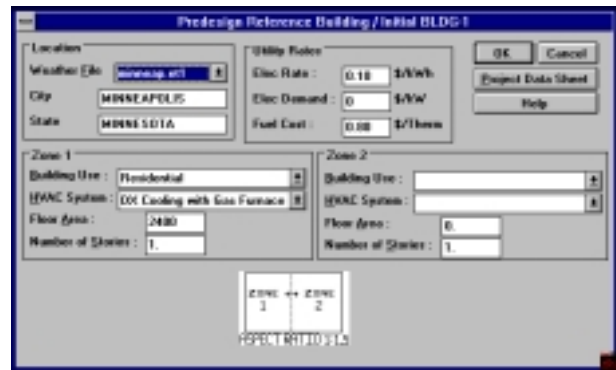 Predesign Reference Building / Initial BLDG-1
Location
Weather File minneap.et1
City MINNEAPOLIS
State MINNESOTA
Utility Rates
Elec Rate : 0.10 $/kWh
Elec Demand : 0 $/kW
Fuel Cost : 0.80 $/Therm
OK Cancel
Project Data Sheet
Help
Zone 1
Building Use : Residential
HVAC System : DX Cooling with Gas Furnace
Floor Area : 2400
Number of Stories : 1.
Zone 2
Building Use :
HVAC System :
Floor Area : 0.
Number of Stories : 1.
ZONE ↔ ZONE
1 2
ASPECT RATIO